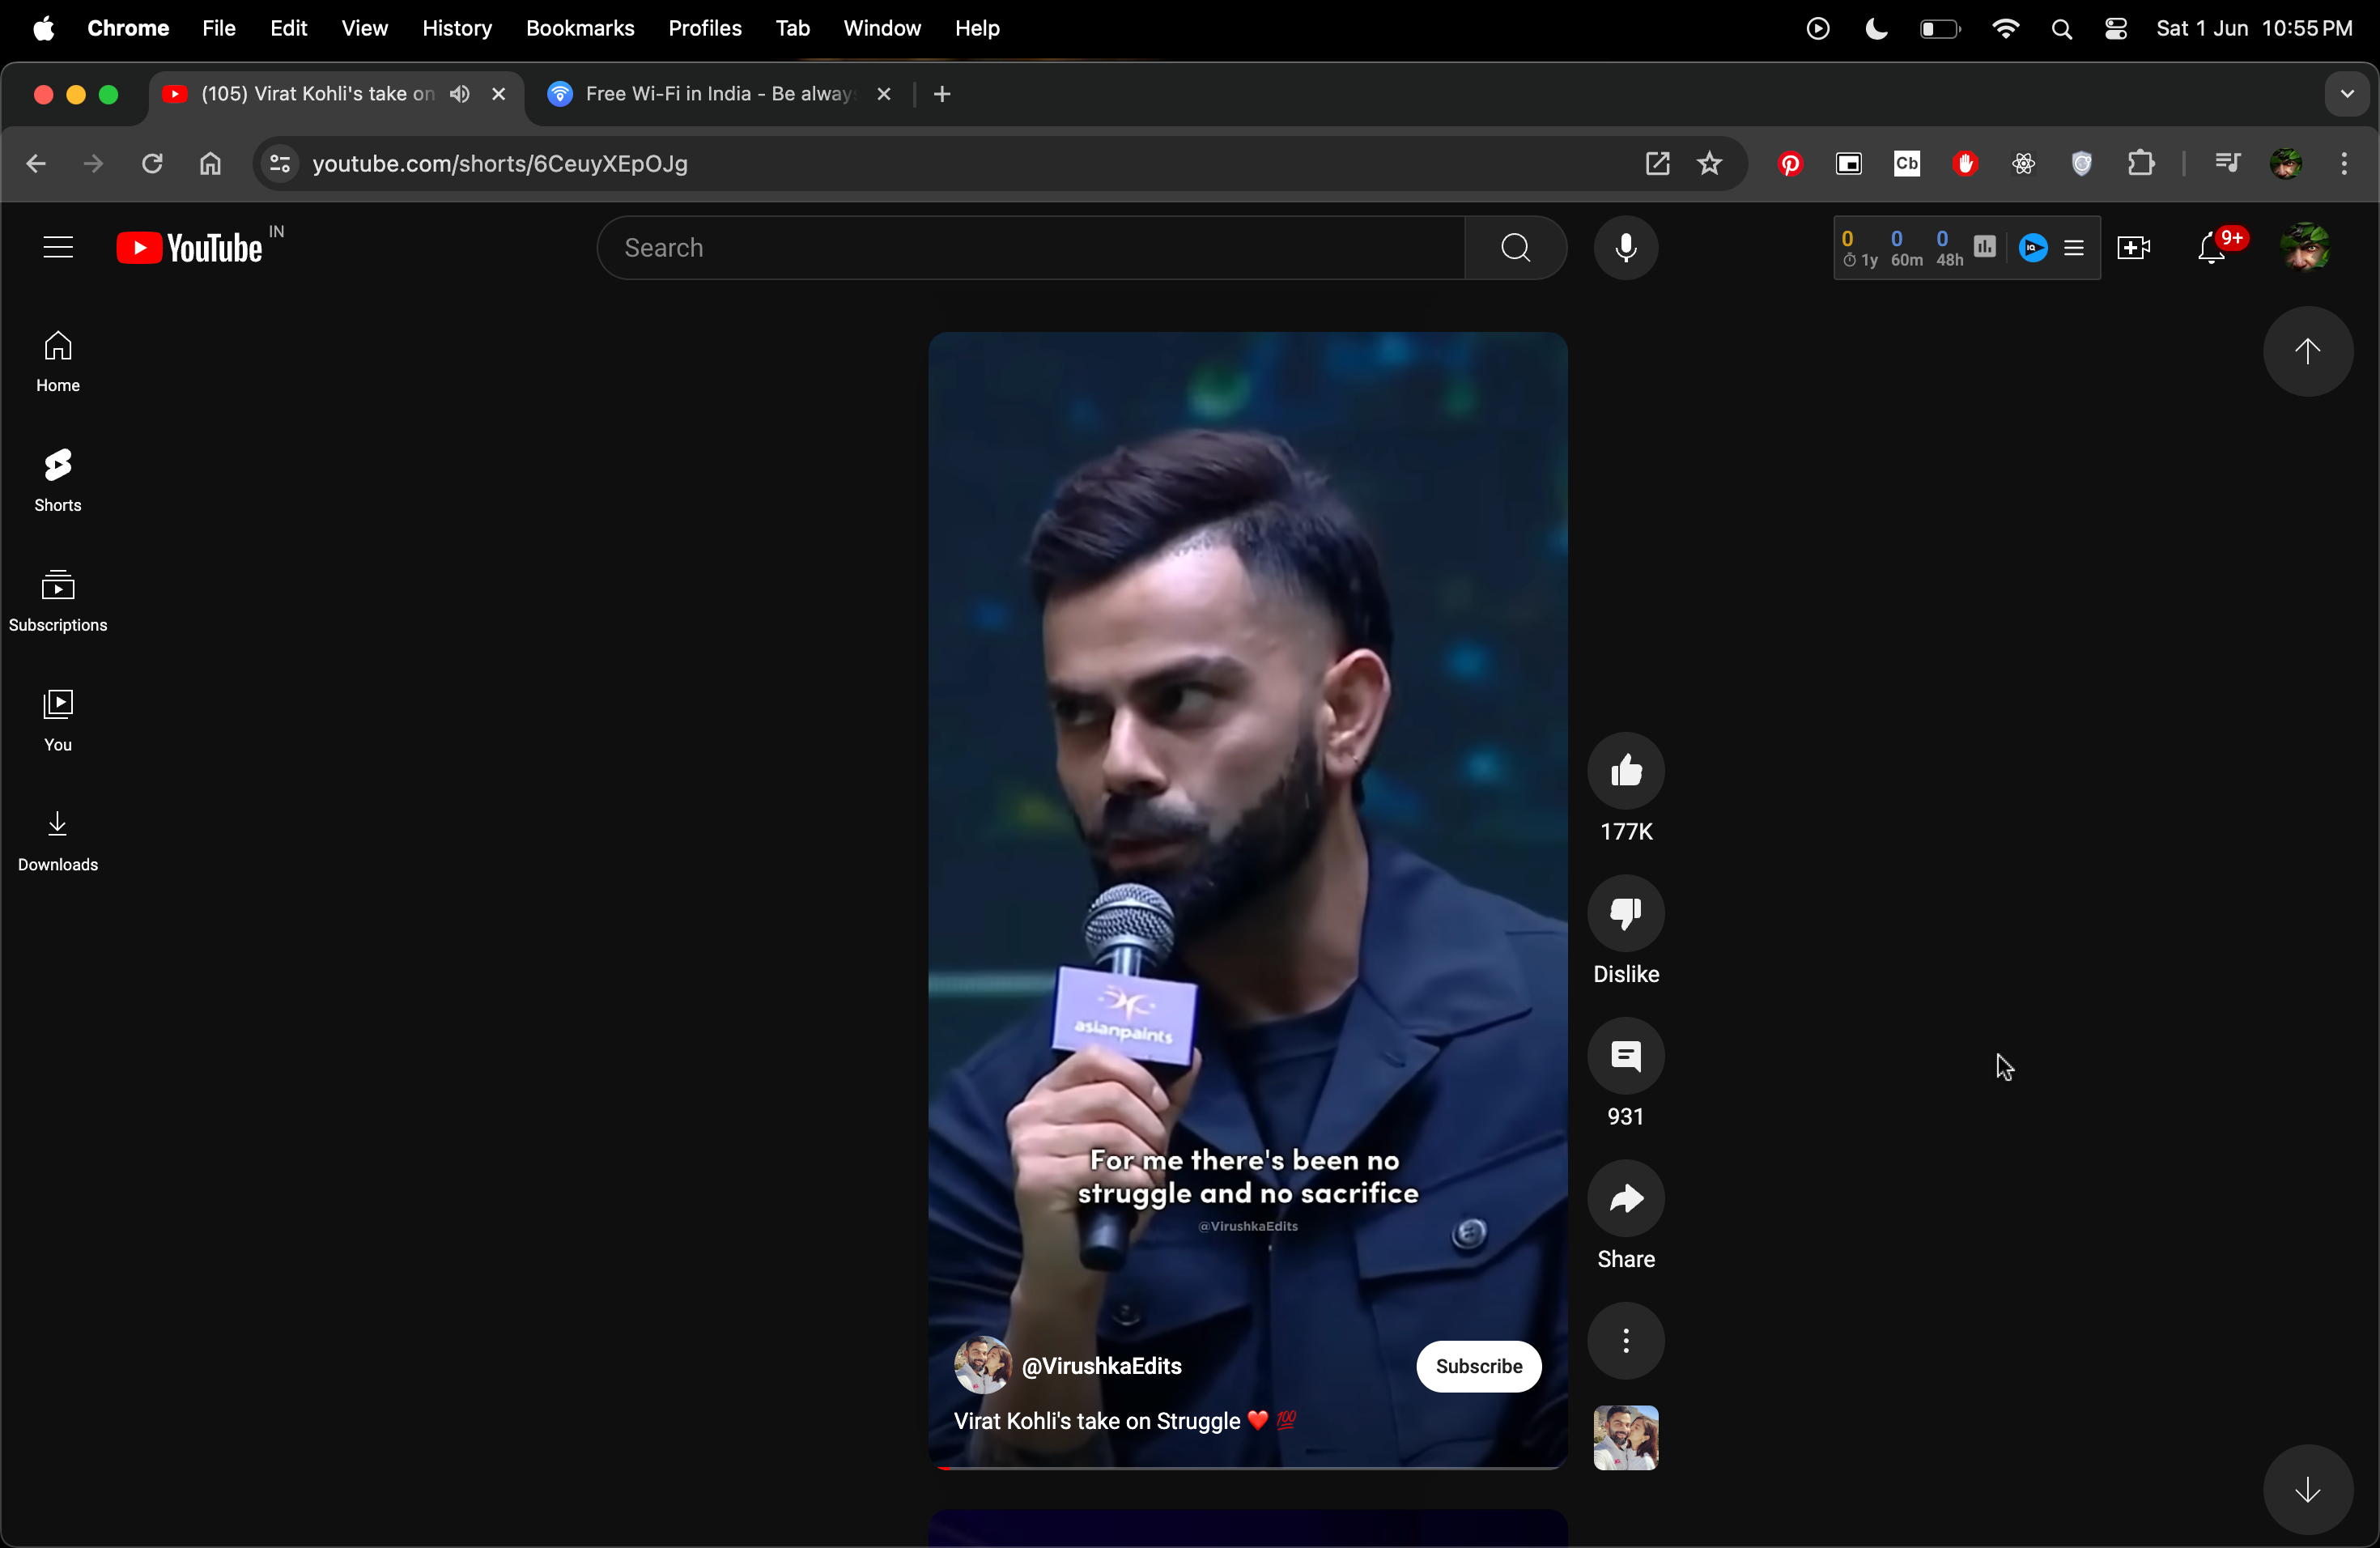 Chrome File Edit View History Bookmarks Profiles Tab Window Help Sat 1 Jun 10:55 PM
(105) Virat Kohli's take on Free Wi-Fi in India - Be alway
youtube.com/shorts/6CeuyXEpOJg Cb
YouTube IN
Search
0 0 0
1y 60m 48h
IQ
9+
Home
Shorts
Subscriptions
You
Downloads
asianpaints
For me there's been no
struggle and no sacrifice
@VirushkaEdits
@VirushkaEdits Subscribe
Virat Kohli's take on Struggle ❤️ 💯
177K
Dislike
931
Share